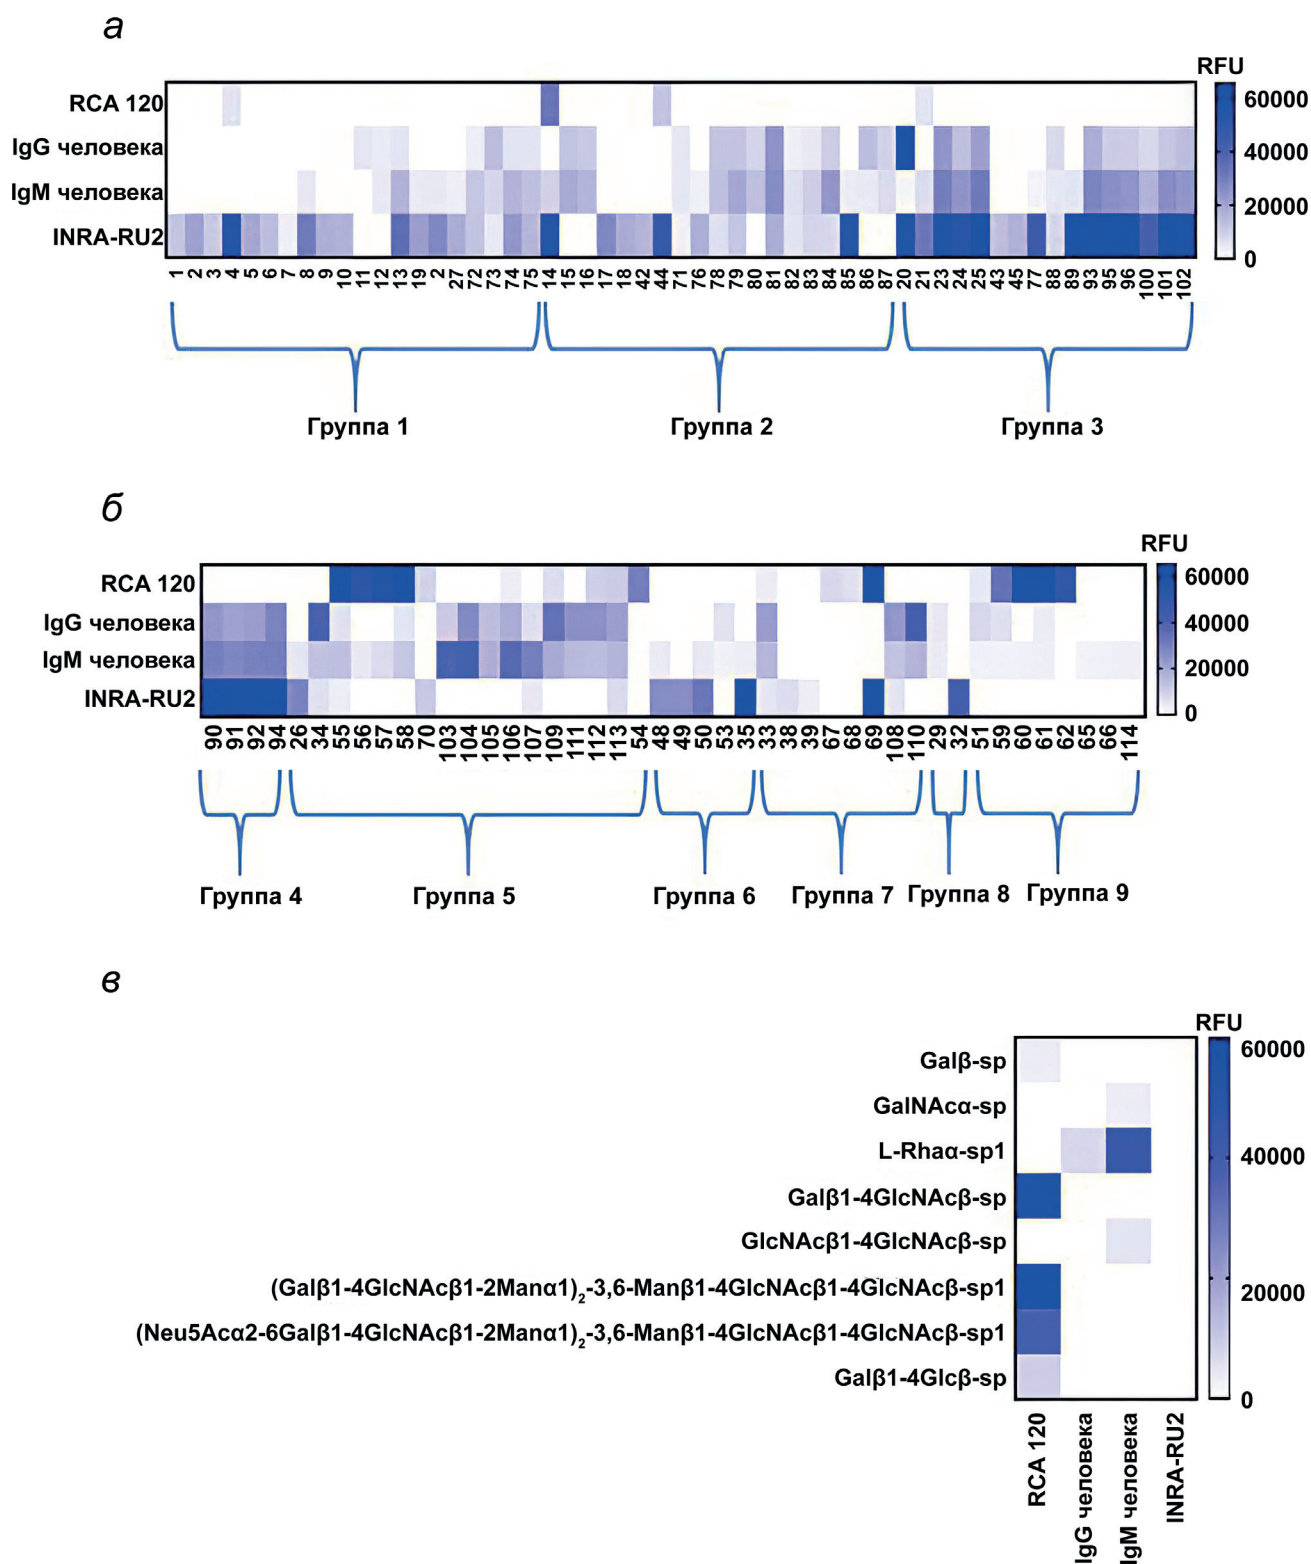 а
RFU
RCA 120
IgG человека
IgM человека
INRA-RU2
60000
40000
20000
0
1 2 3 4 5 6 7 8 9 10 11 12 13 19 2 27 72 73 74 75 14 15 16 17 18 42 44 71 76 78 79 80 81 82 83 84 85 86 87 20 21 23 24 25 43 45 77 88 89 93 95 96 100 101 102
Группа 1 Группа 2 Группа 3
б
RFU
RCA 120
IgG человека
IgM человека
INRA-RU2
60000
40000
20000
0
90 91 92 94 26 34 55 56 57 58 70 103 104 105 106 107 109 111 112 113 54 48 49 50 53 35 33 38 39 67 68 69 108 110 29 32 51 59 60 61 62 65 66 114
Группа 4 Группа 5 Группа 6 Группа 7 Группа 8 Группа 9
в
RFU
Galβ-sp
GalNAcα-sp
L-Rhaα-sp1
Galβ1-4GlcNAcβ-sp
GlcNAcβ1-4GlcNAcβ-sp
(Galβ1-4GlcNAcβ1-2Manα1)₂-3,6-Manβ1-4GlcNAcβ1-4GlcNAcβ-sp1
(Neu5Acα2-6Galβ1-4GlcNAcβ1-2Manα1)₂-3,6-Manβ1-4GlcNAcβ1-4GlcNAcβ-sp1
Galβ1-4Glcβ-sp
60000
40000
20000
0
RCA 120
IgG человека
IgM человека
INRA-RU2